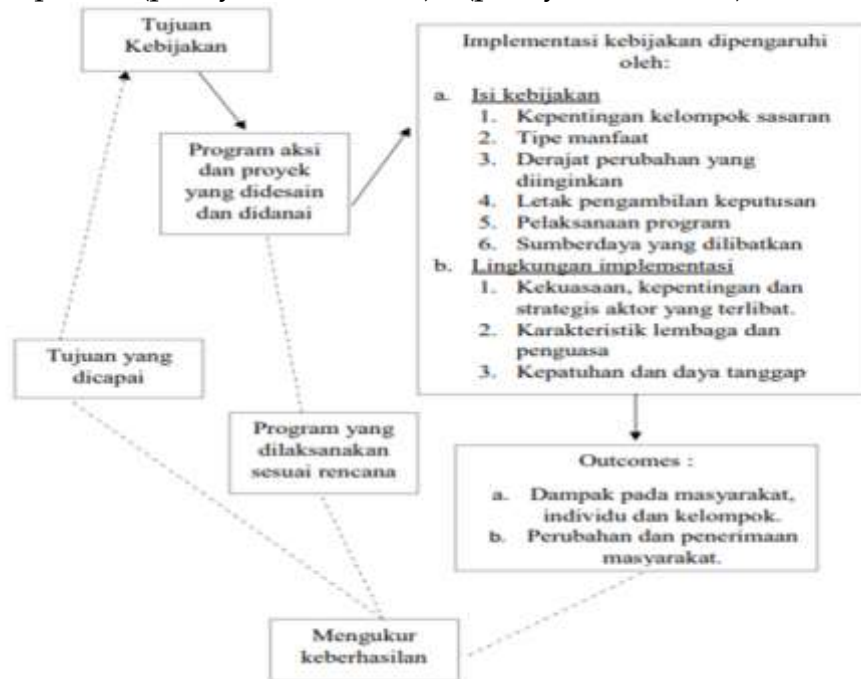 Tujuan
Kebijakan
Implementasi kebijakan dipengaruhi
oleh:
a. Isi kebijakan
1. Kepentingan kelompok sasaran
2. Tipe manfaat
3. Derajat perubahan yang
diinginkan
4. Letak pengambilan keputusan
5. Pelaksanaan program
6. Sumberdaya yang dilibatkan
b. Lingkungan implementasi
1. Kekuasaan, kepentingan dan
strategis aktor yang terlibat.
2. Karakteristik lembaga dan
penguasa
3. Kepatuhan dan daya tanggap
Program aksi
dan proyek
yang didesain
dan didanai
Tujuan yang
dicapai
Program yang
dilaksanakan
sesuai rencana
Outcomes :
a. Dampak pada masyarakat,
individu dan kelompok.
b. Perubahan dan penerimaan
masyarakat.
Mengukur
keberhasilan